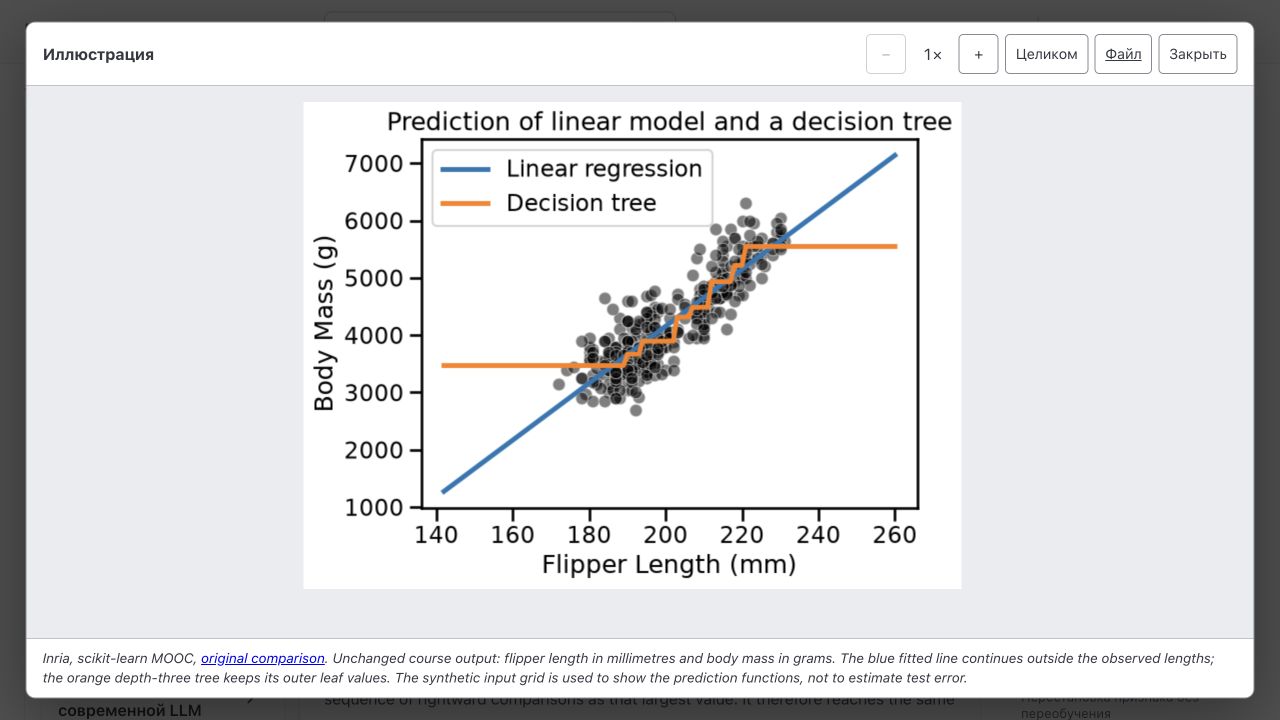 Иллюстрация
−
1×
+
Целиком
Файл
Закрыть
Prediction of linear model and a decision tree
Linear regression
Decision tree
7000
6000
5000
4000
3000
2000
1000
Body Mass (g)
140 160 180 200 220 240 260
Flipper Length (mm)
Inria, scikit-learn MOOC, original comparison. Unchanged course output: flipper length in millimetres and body mass in grams. The blue fitted line continues outside the observed lengths;
the orange depth-three tree keeps its outer leaf values. The synthetic input grid is used to show the prediction functions, not to estimate test error.
современной LLM
sequence of rightward comparisons as that largest value. It therefore reaches the same
переобучения